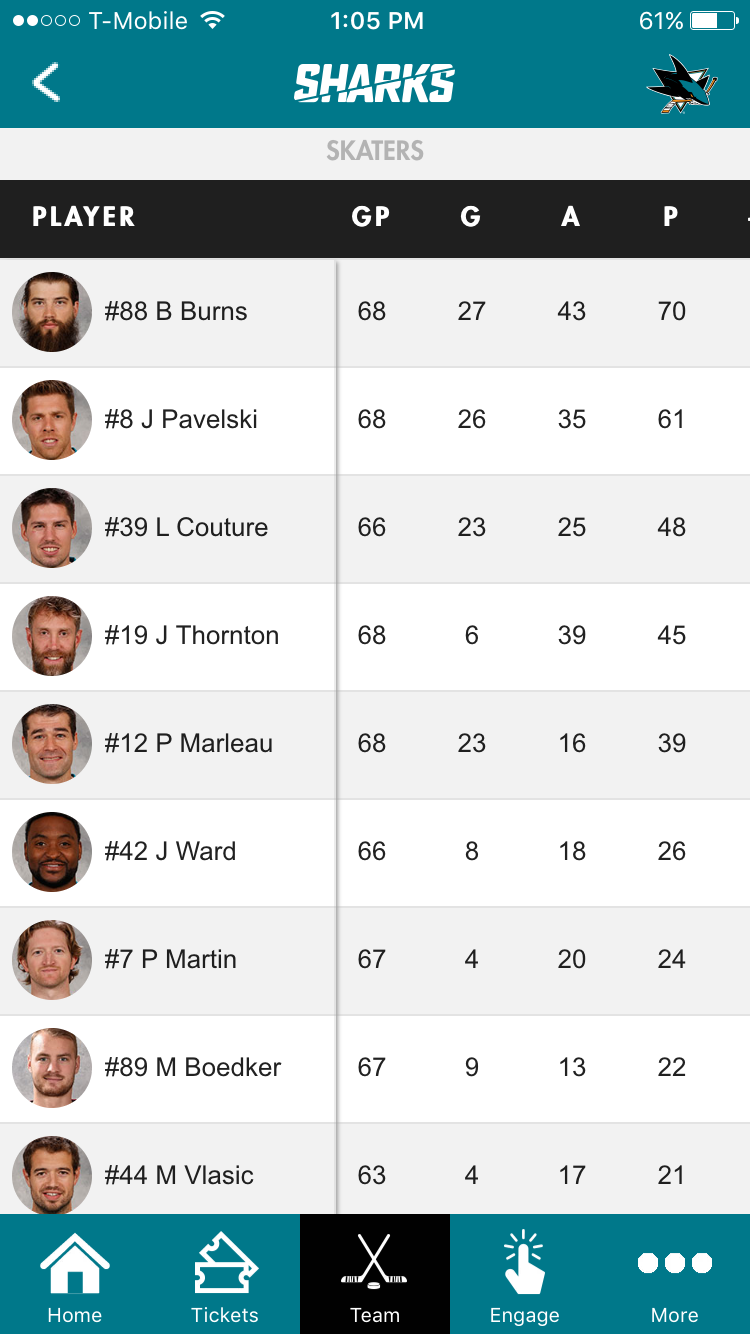 T-Mobile 1:05 PM 61%
SHARKS
SKATERS
PLAYER GP G A P
#88 B Burns 68 27 43 70
#8 J Pavelski 68 26 35 61
#39 L Couture 66 23 25 48
#19 J Thornton 68 6 39 45
#12 P Marleau 68 23 16 39
#42 J Ward 66 8 18 26
#7 P Martin 67 4 20 24
#89 M Boedker 67 9 13 22
#44 M Vlasic 63 4 17 21
Home Tickets Team Engage More